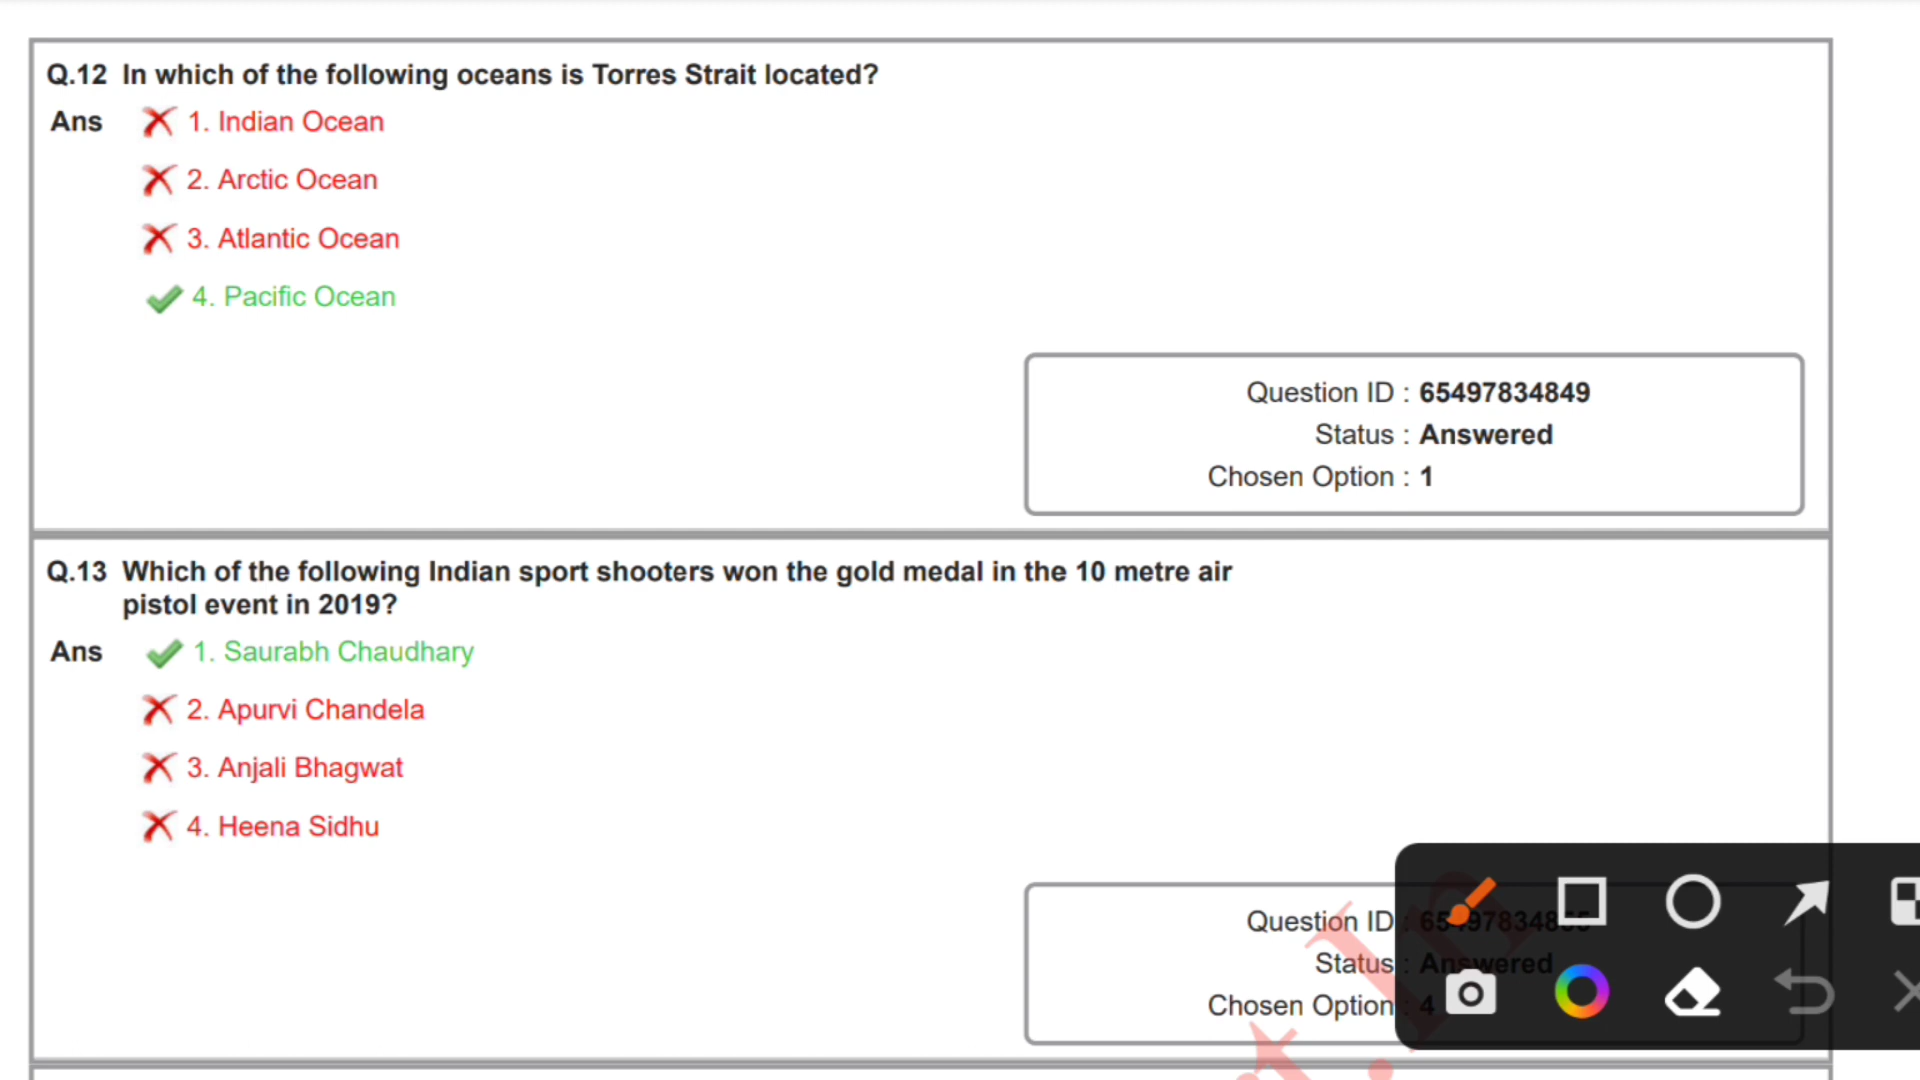 Q.12 In which of the following oceans is Torres Strait located?
Ans 1. Indian Ocean
2. Arctic Ocean
3. Atlantic Ocean
4. Pacific Ocean
Question ID : 65497834849
Status : Answered
Chosen Option : 1
Q.13 Which of the following Indian sport shooters won the gold medal in the 10 metre air
pistol event in 2019?
Ans 1. Saurabh Chaudhary
2. Apurvi Chandela
3. Anjali Bhagwat
4. Heena Sidhu
Question ID :
Status : Answered
Chosen Option : 4